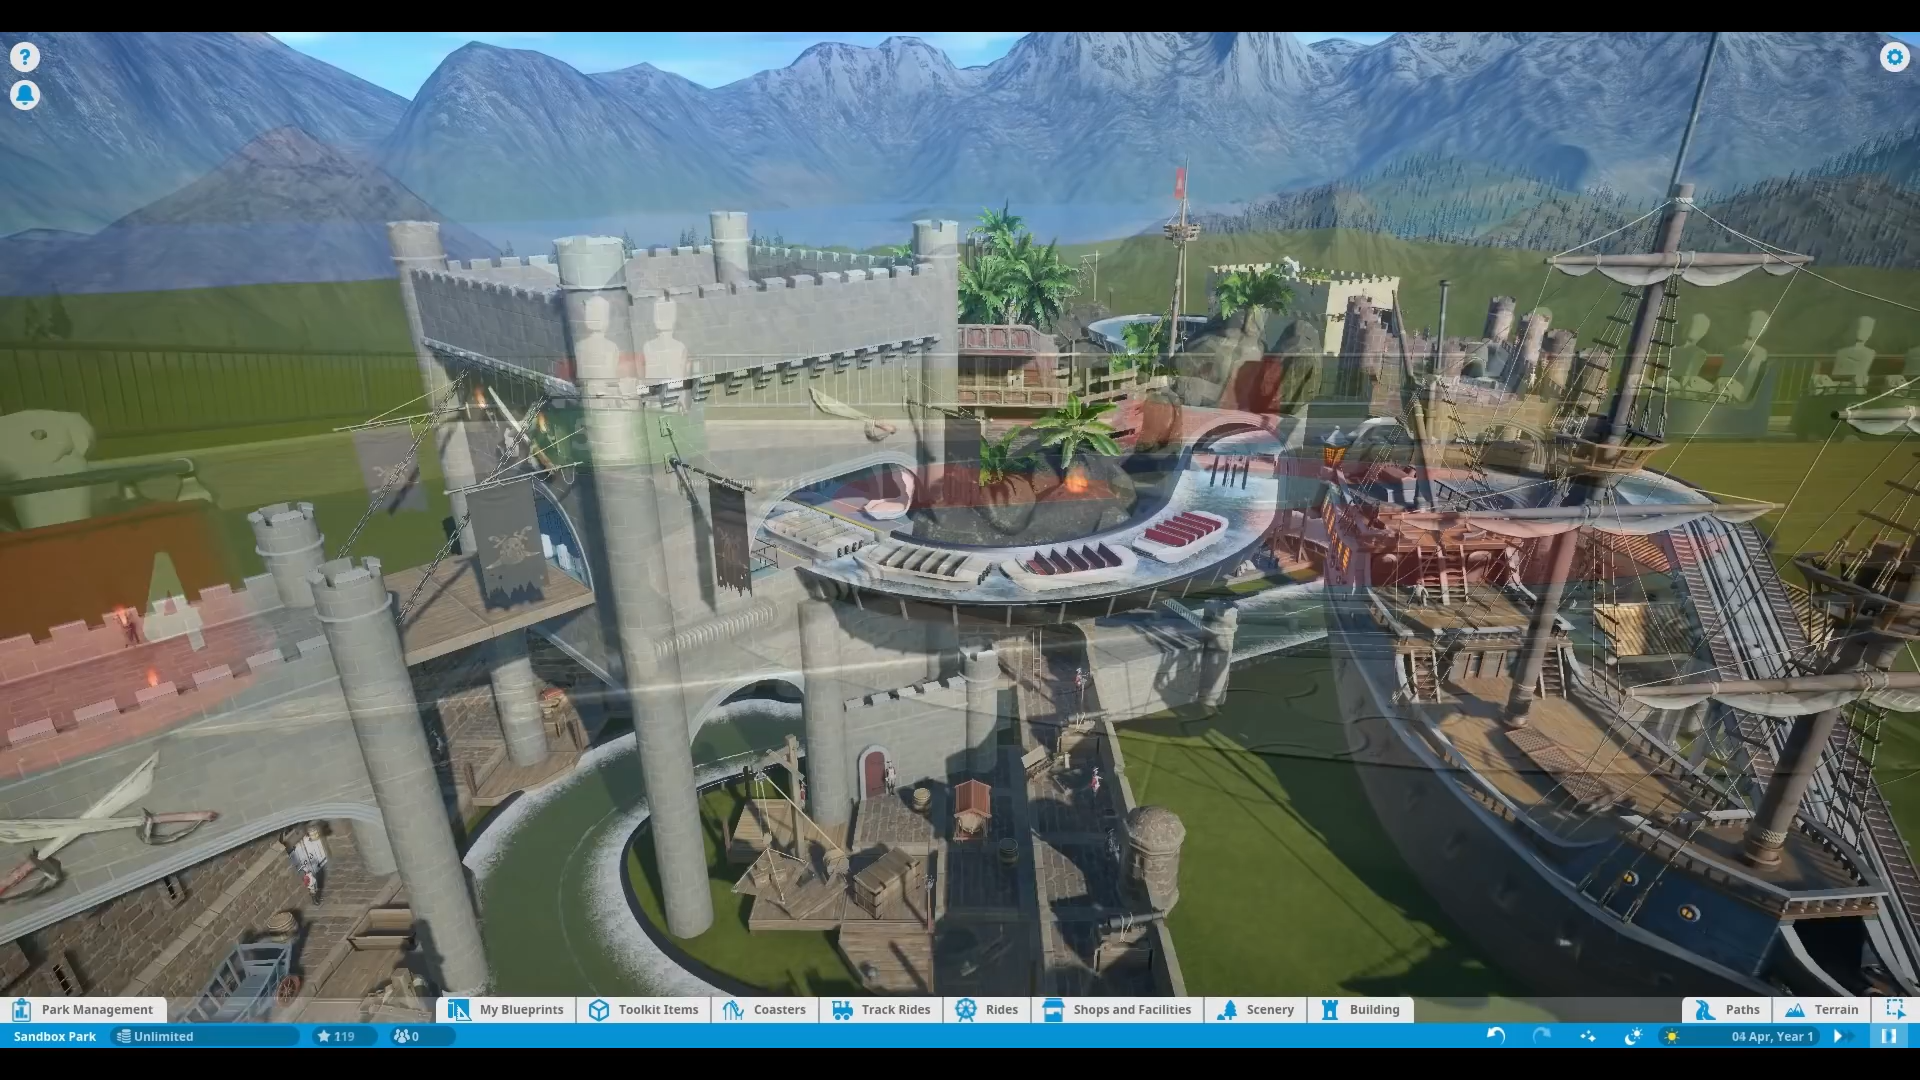 ?
4
Park Management
My Blueprints
Toolkit Items
Coasters
Track Rides
Rides
Shops and Facilities
Scenery
Building
Paths
Terrain
Sandbox Park
Unlimited
119
0
04 Apr, Year 1